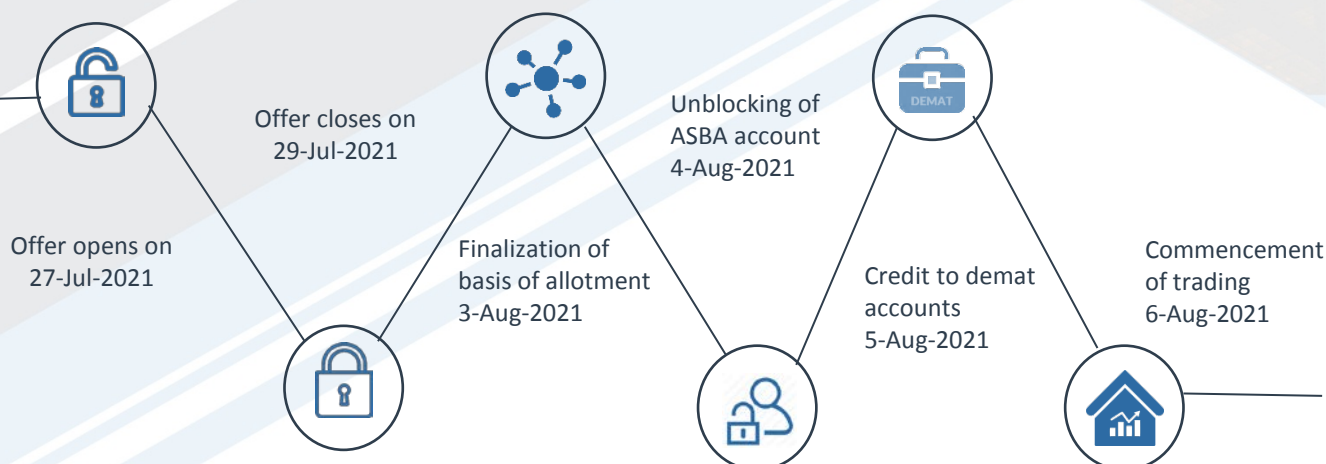 Offer opens on
27-Jul-2021
Offer closes on
29-Jul-2021
Finalization of
basis of allotment
3-Aug-2021
Unblocking of
ASBA account
4-Aug-2021
DEMAT
Credit to demat
accounts
5-Aug-2021
Commencement
of trading
6-Aug-2021